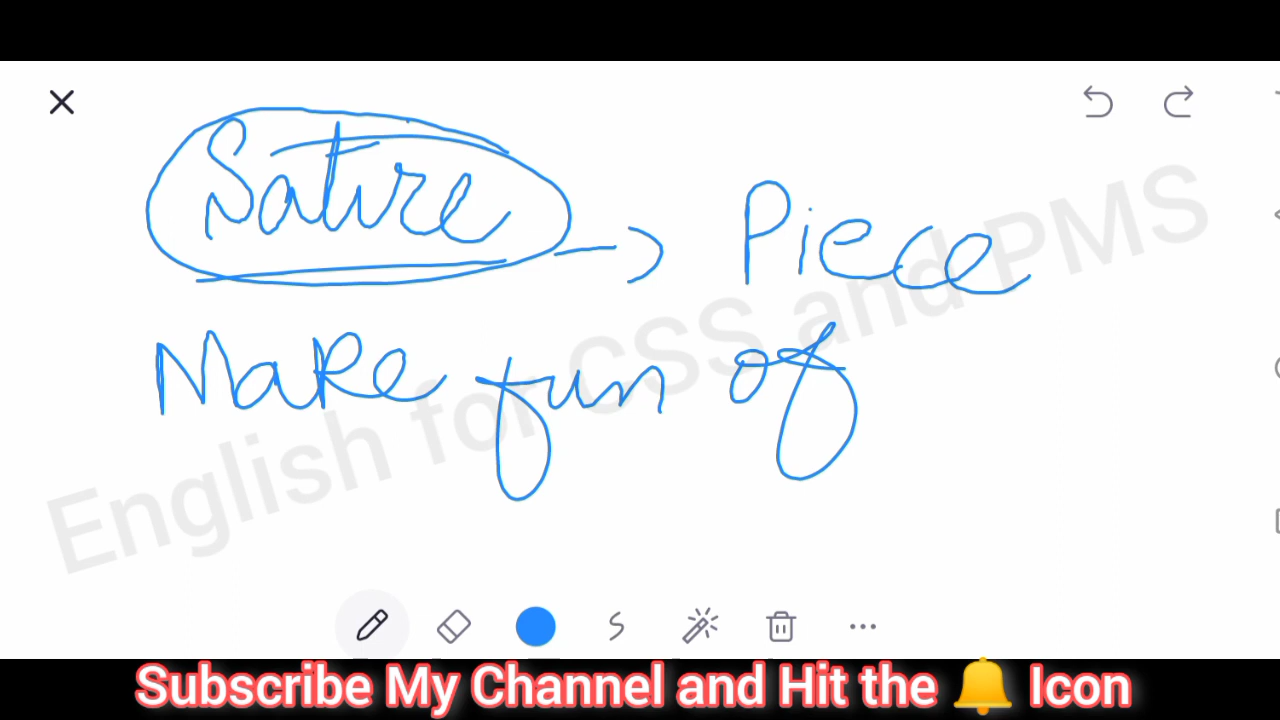 Satire -> Piece
Make fun of
English for CSS and PMS
Subscribe My Channel and Hit the 🔔 Icon